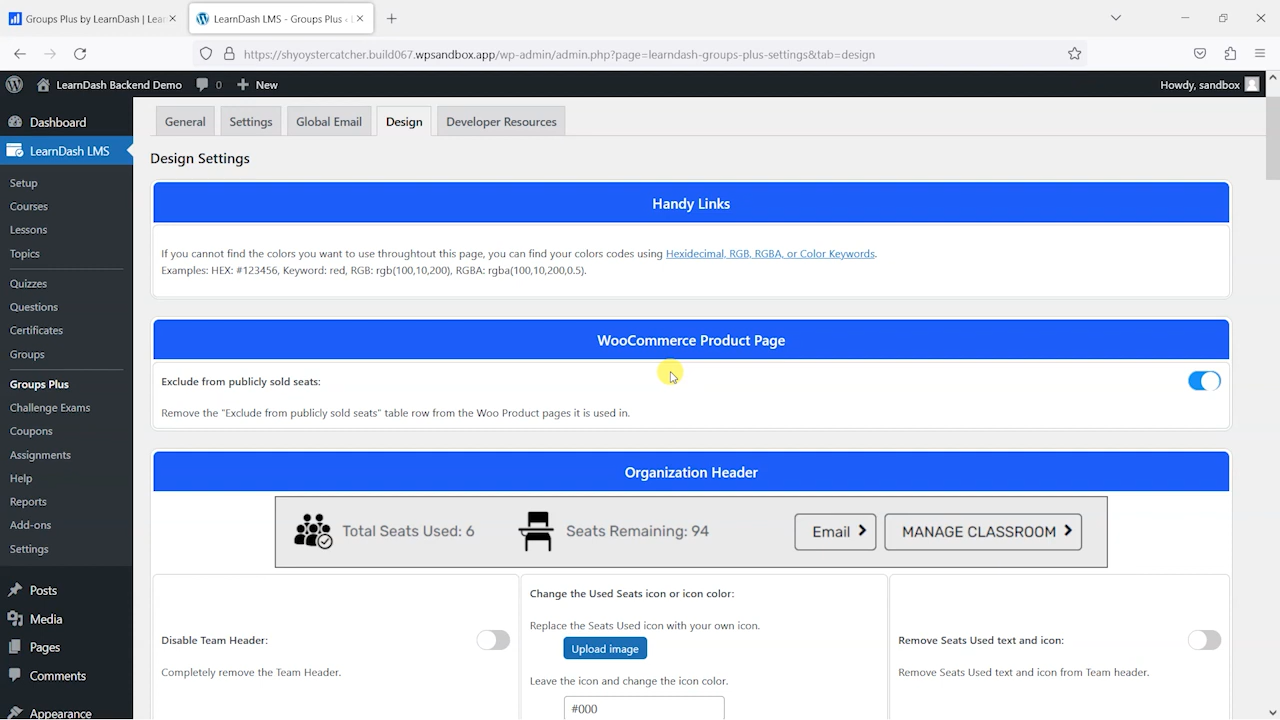 Groups Plus by LearnDash | Lear
LearnDash LMS - Groups Plus ‹ L
https://shyoystercatcher.build067.wpsandbox.app/wp-admin/admin.php?page=learndash-groups-plus-settings&tab=design
LearnDash Backend Demo
0
New
Howdy, sandbox
Dashboard
LearnDash LMS
Setup
Courses
Lessons
Topics
Quizzes
Questions
Certificates
Groups
Groups Plus
Challenge Exams
Coupons
Assignments
Help
Reports
Add-ons
Settings
Posts
Media
Pages
Comments
Appearance
General
Settings
Global Email
Design
Developer Resources
Design Settings
Handy Links
If you cannot find the colors you want to use throughtout this page, you can find your colors codes using Hexidecimal, RGB, RGBA, or Color Keywords.
Examples: HEX: #123456, Keyword: red, RGB: rgb(100,10,200), RGBA: rgba(100,10,200,0.5).
WooCommerce Product Page
Exclude from publicly sold seats:
Remove the "Exclude from publicly sold seats" table row from the Woo Product pages it is used in.
Organization Header
Total Seats Used: 6
Seats Remaining: 94
Email
MANAGE CLASSROOM
Disable Team Header:
Completely remove the Team Header.
Change the Used Seats icon or icon color:
Replace the Seats Used icon with your own icon.
Upload image
Leave the icon and change the icon color.
#000
Remove Seats Used text and icon:
Remove Seats Used text and icon from Team header.